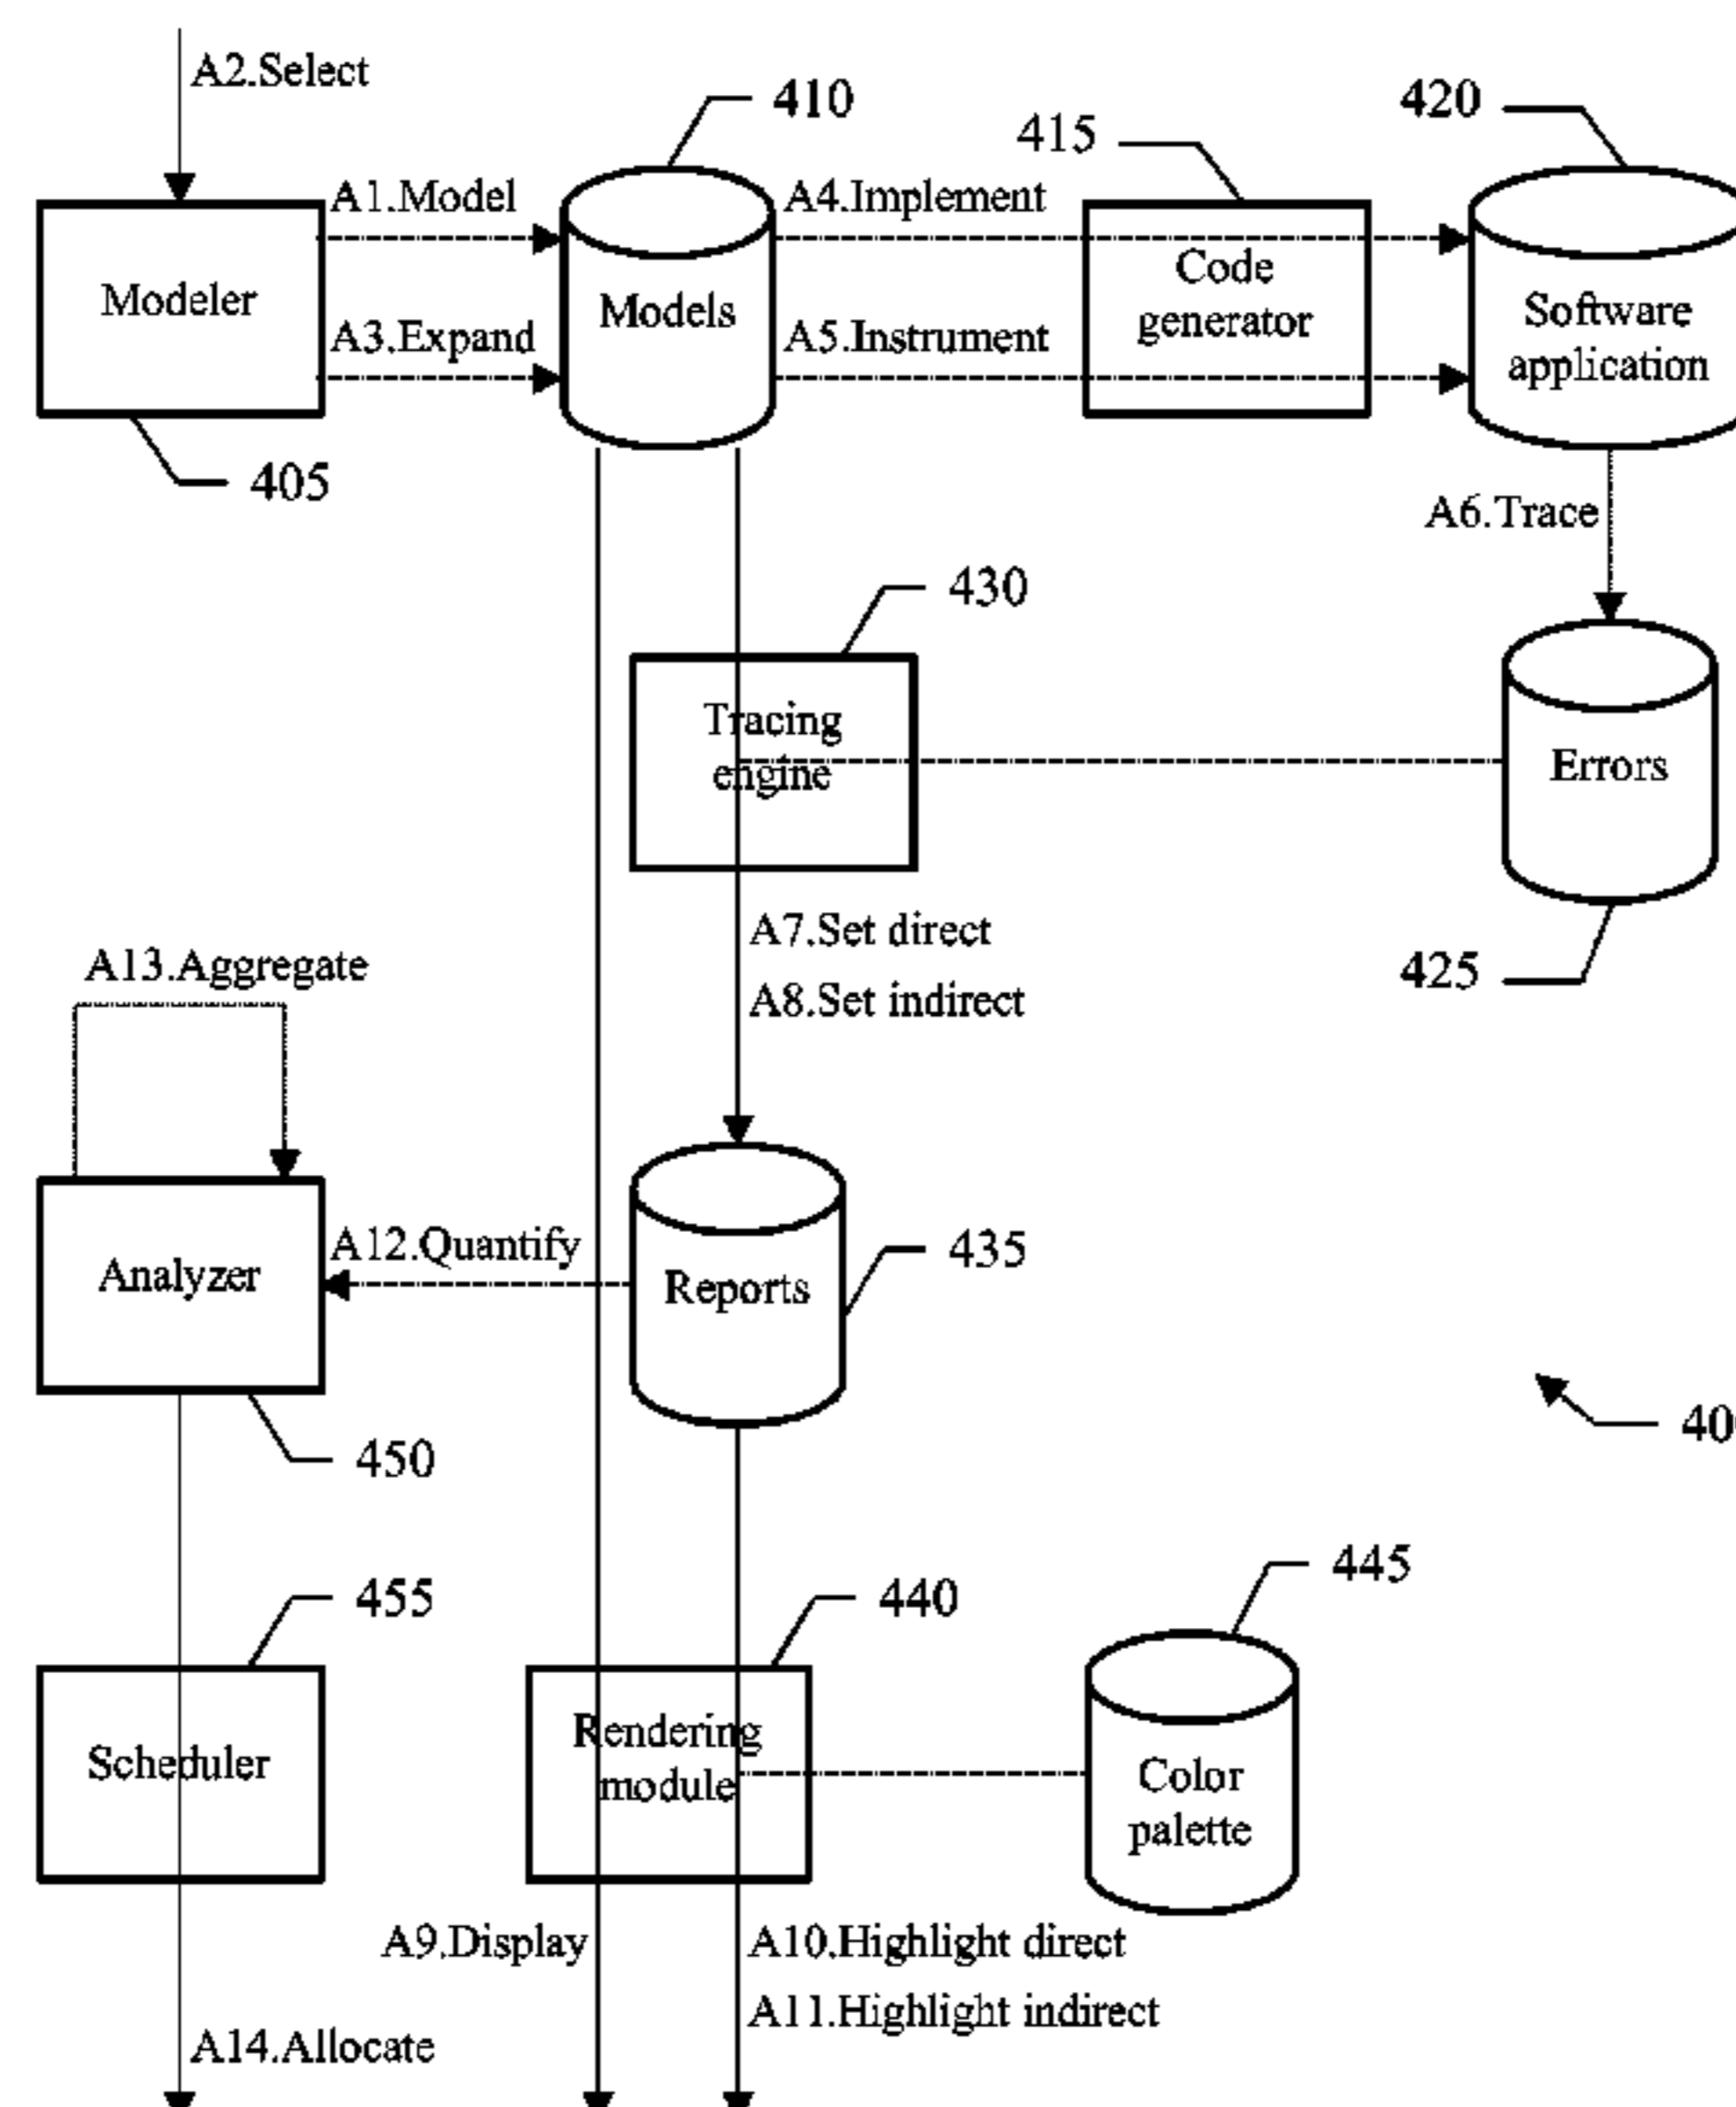 A2.Select
410
420
415
A1.Model
A4.Implement
Code
generator
Modeler
Models
Software
application
A3.Expand
A5.Instrument
405
A6.Trace
430
Tracing
engine
Errors
A7.Set direct
A13.Aggregate
425
A8.Set indirect
A12.Quantify
435
Analyzer
Reports
40
450
445
455
440
Rendering
module
Scheduler
Color
palette
A9.Display
A10.Highlight direct
A11.Highlight indirect
A14.Allocate